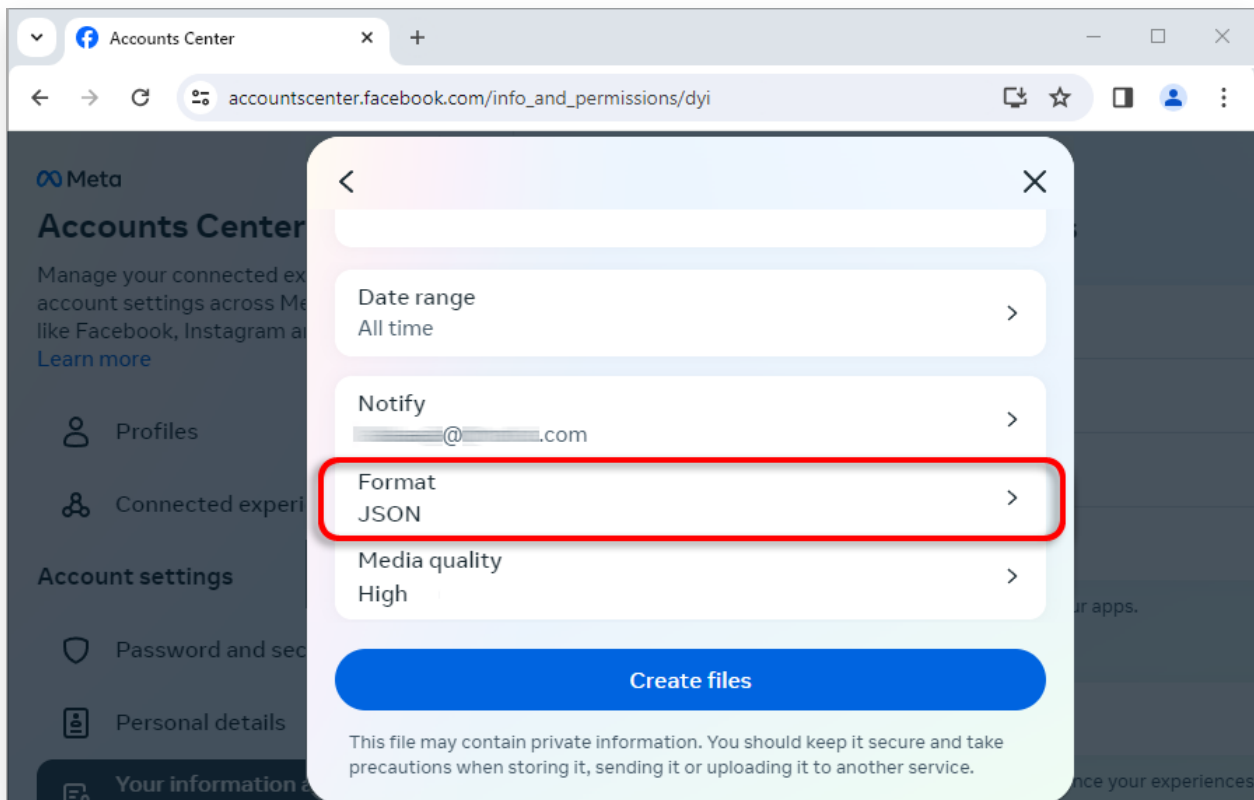 Accounts Center
accountscenter.facebook.com/info_and_permissions/dyi
Meta
Accounts Center
Manage your connected ex
account settings across Me
like Facebook, Instagram a
Learn more
Profiles
Connected experi
Account settings
Password and sec
Personal details
Your information a
Date range
All time
Notify
@
.com
Format
JSON
Media quality
High
Create files
This file may contain private information. You should keep it secure and take
precautions when storing it, sending it or uploading it to another service.
ur apps.
nce your experiences